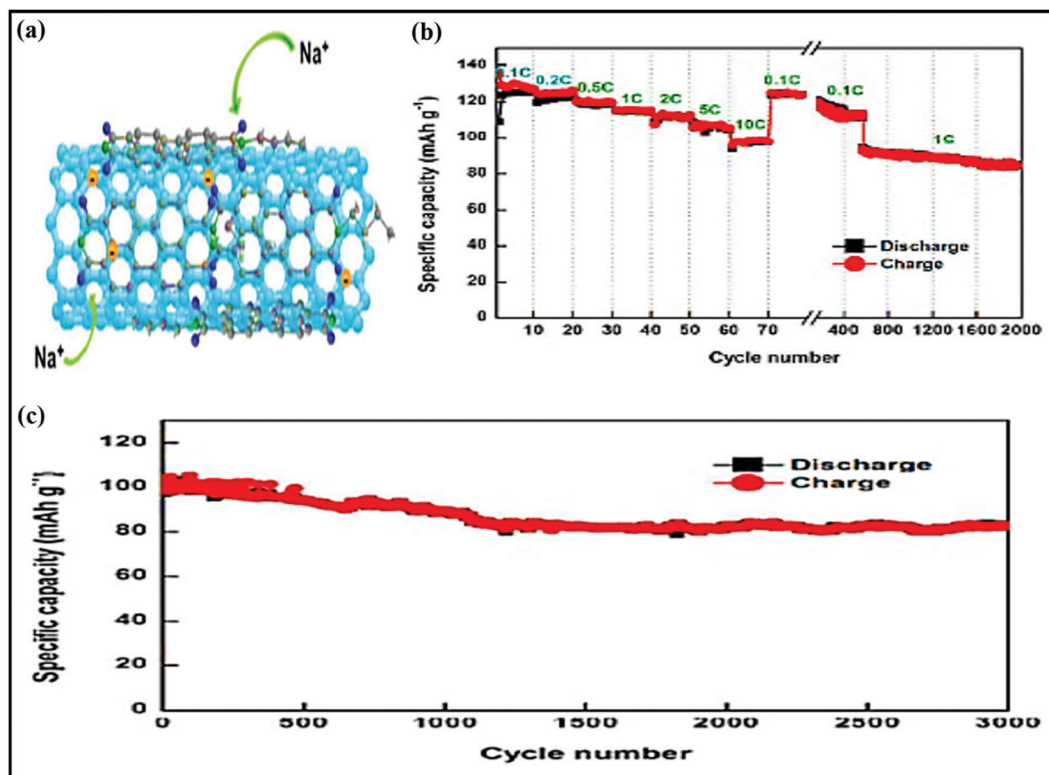 (a)
Na⁺
Na⁺
(b)
Specific capacity (mAh g⁻¹)
140
120
100
80
60
40
20
0
0.1C
0.2C
0.5C
1C
2C
5C
10C
0.1C
0.1C
1C
Discharge
Charge
10 20 30 40 50 60 70 400 800 1200 1600 2000
Cycle number
(c)
Specific capacity (mAh g⁻¹)
120
100
80
60
40
20
0
Discharge
Charge
0 500 1000 1500 2000 2500 3000
Cycle number